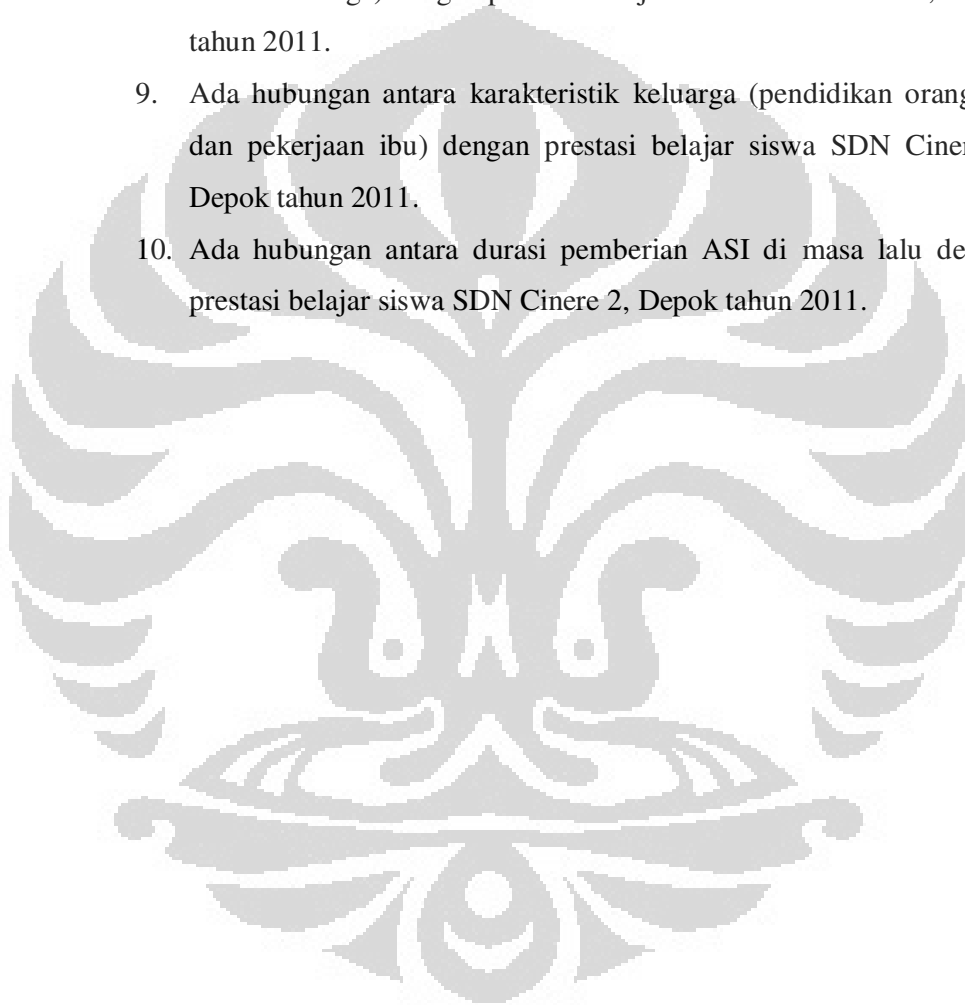 tahun 2011.
9. Ada hubungan antara karakteristik keluarga (pendidikan orang
dan pekerjaan ibu) dengan prestasi belajar siswa SDN
Depok tahun 2011.
10. Ada hubungan antara durasi pemberian ASI di masa lalu
prestasi belajar siswa SDN Cinere 2, Depok tahun 2011.